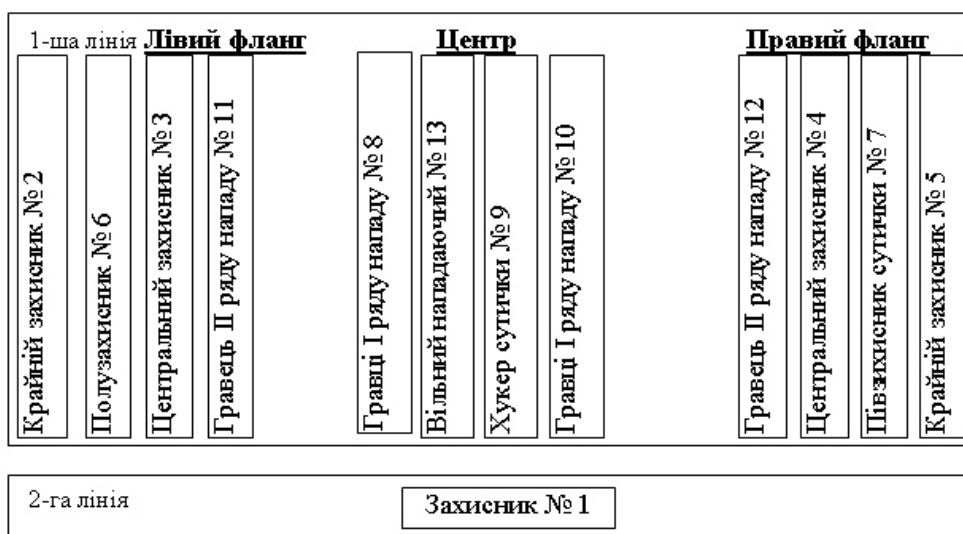 1-ша лінія Лівий фланг Центр Правий фланг
Крайній захисник № 2
Полузахисник № 6
Центральний захисник № 3
Гравець ІІ ряду нападу № 11
Гравці І ряду нападу № 8
Вільний нападаючий № 13
Хукер сутички № 9
Гравці І ряду нападу № 10
Гравець ІІ ряду нападу № 12
Центральний захисник № 4
Півзихисник сутички № 7
Крайній захисник № 5
2-га лінія
Захисник № 1